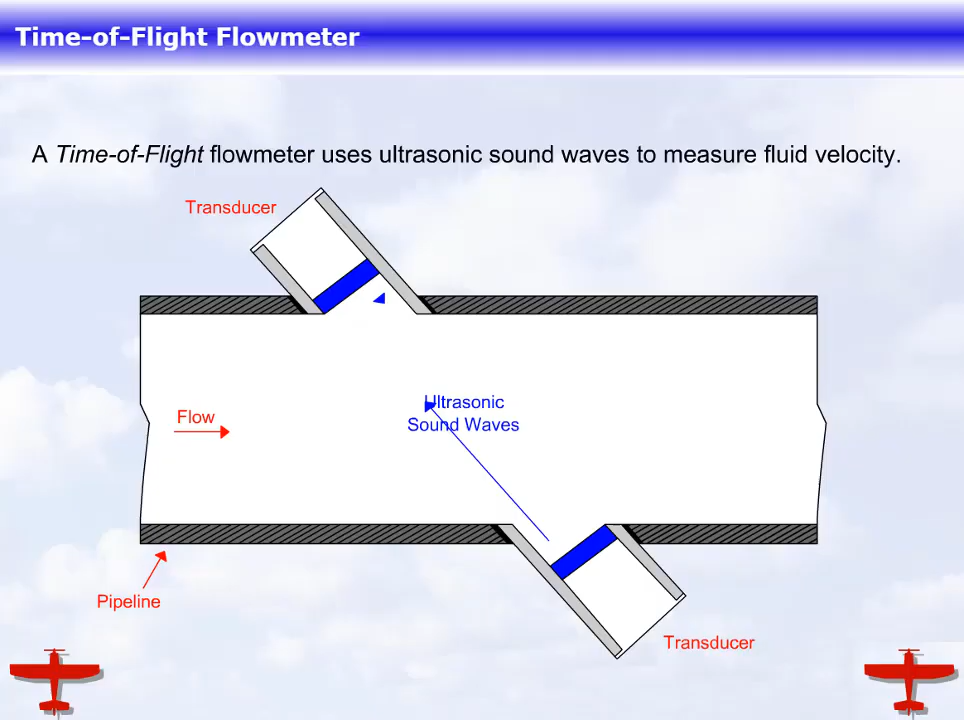 Time-of-Flight Flowmeter
A Time-of-Flight flowmeter uses ultrasonic sound waves to measure fluid velocity.
Transducer
Ultrasonic
Sound Waves
Flow
Pipeline
Transducer